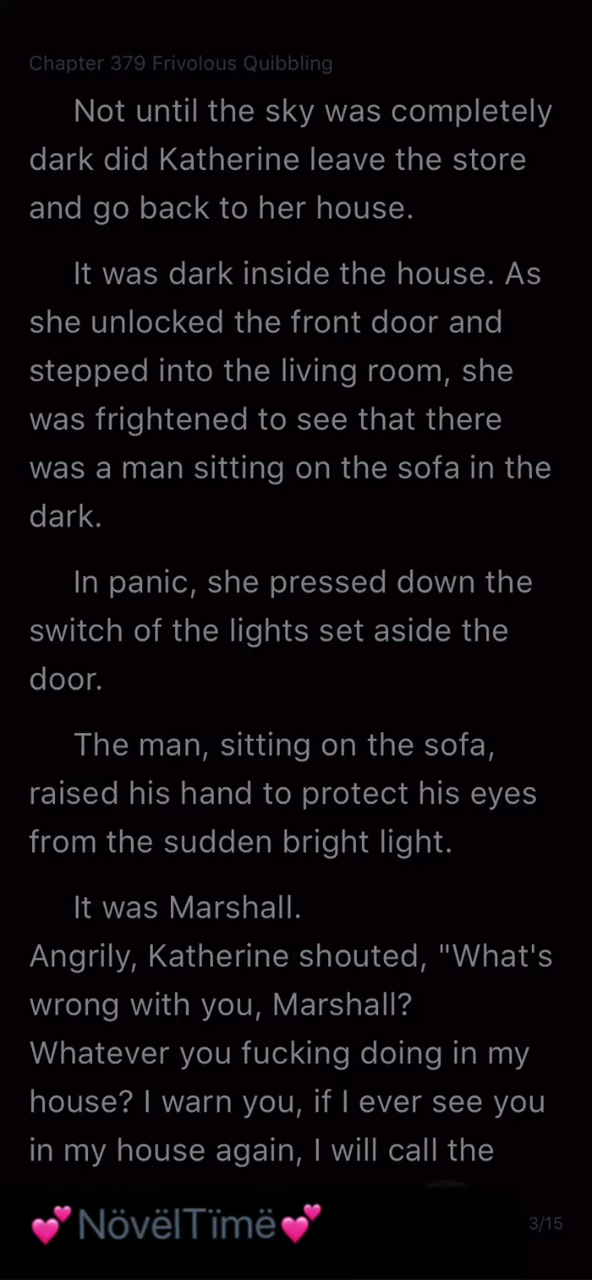 Chapter 379 Frivolous Quibbling
Not until the sky was completely
dark did Katherine leave the store
and go back to her house.
It was dark inside the house. As
she unlocked the front door and
stepped into the living room, she
was frightened to see that there
was a man sitting on the sofa in the
dark.
In panic, she pressed down the
switch of the lights set aside the
door.
The man, sitting on the sofa,
raised his hand to protect his eyes
from the sudden bright light.
It was Marshall.
Angrily, Katherine shouted, "What's
wrong with you, Marshall?
Whatever you fucking doing in my
house? I warn you, if I ever see you
in my house again, I will call the
💕NövëlTïmë💕
3/15